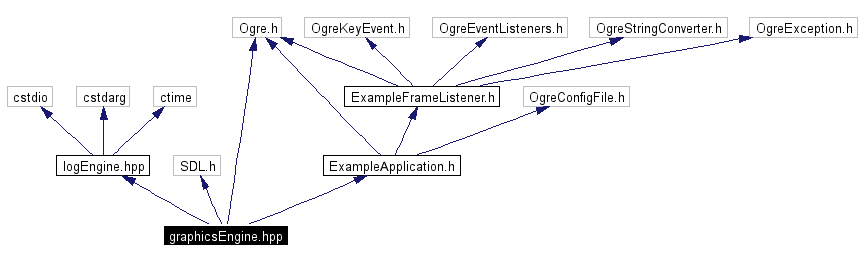 Ogre.h
OgreKeyEvent.h
OgreEventListeners.h
OgreStringConverter.h
OgreException.h
cstdio
cstdarg
ctime
ExampleFrameListener.h
OgreConfigFile.h
logEngine.hpp
SDL.h
ExampleApplication.h
graphicsEngine.hpp